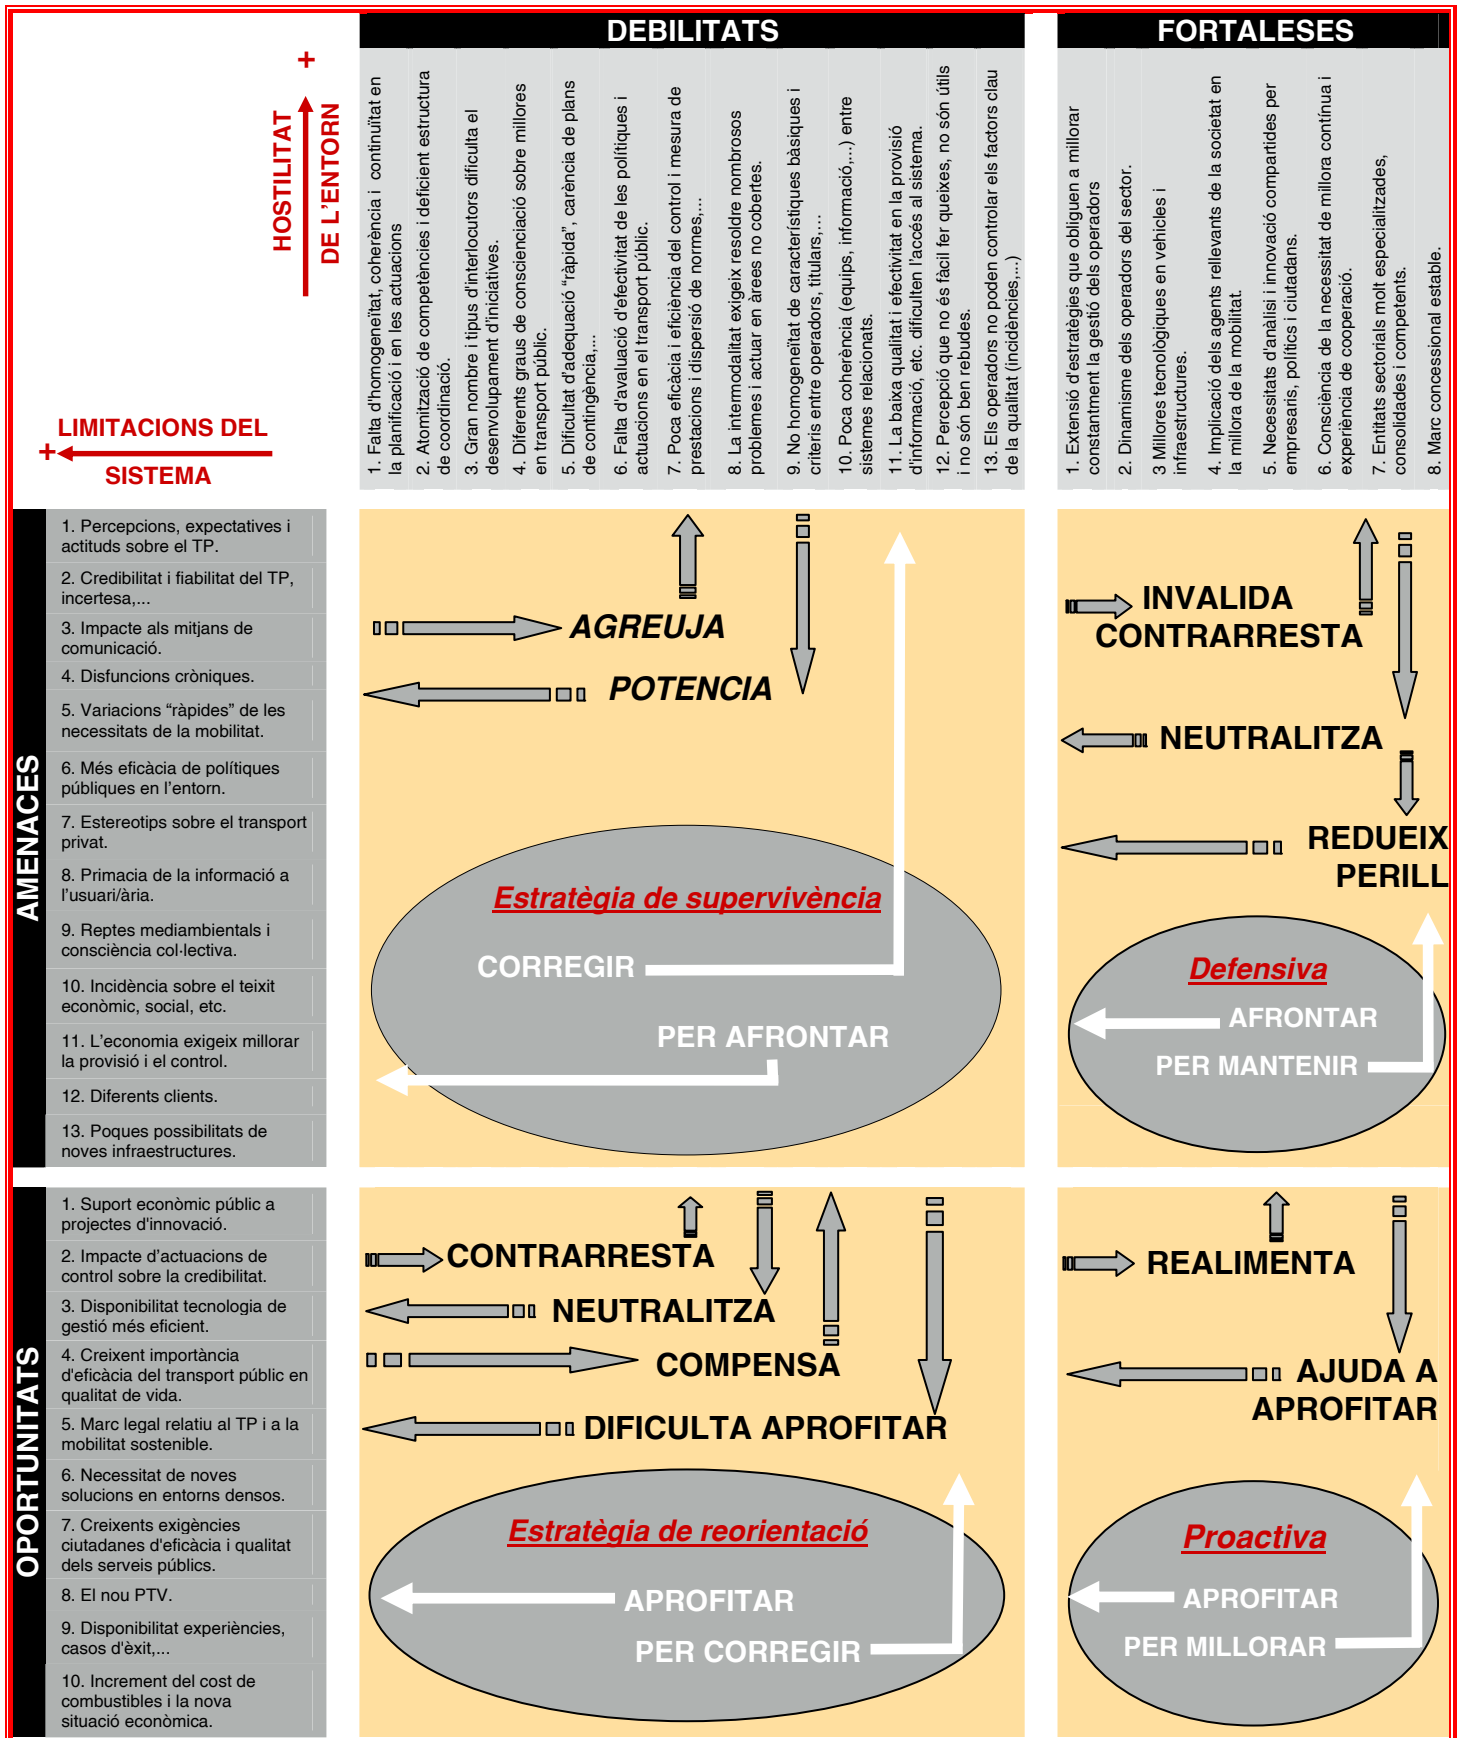 DEBILITATS
FORTALESES
+
HOSTILITAT
DE L'ENTORN
LIMITACIONS DEL
+
SISTEMA
1. Falta d'homogeneïtat, coherència i continuïtat en
la planificació i en les actuacions
2. Atomització de competències i deficient estructura
de coordinació.
3. Gran nombre i tipus d'interlocutors dificulta el
desenvolupament d'iniciatives.
4. Diferents graus de conscienciació sobre millores
en transport públic.
5. Dificultat d'adequació “ràpida”, carència de plans
de contingència,...
6. Falta d'avaluació d'efectivitat de les polítiques i
actuacions en el transport públic.
7. Poca eficàcia i eficiència del control i mesura de
prestacions i dispersió de normes,...
8. La intermodalitat exigeix resoldre nombrosos
problemes i actuar en àrees no cobertes.
9. No homogeneïtat de característiques bàsiques i
criteris entre operadors, titulars,…
10. Poca coherència (equips, informació,...) entre
sistemes relacionats.
11. La baixa qualitat i efectivitat en la provisió
d'informació, etc. dificulten l'accés al sistema.
12. Percepció que no és fàcil fer queixes, no són útils
i no són ben rebudes.
13. Els operadors no poden controlar els factors clau
de la qualitat (incidències,...)
1. Extensió d'estratègies que obliguen a millorar
constantment la gestió dels operadors
2. Dinamisme dels operadors del sector.
3 Millores tecnològiques en vehicles i
infraestructures.
4. Implicació dels agents rellevants de la societat en
la millora de la mobilitat.
5. Necessitats d'anàlisi i innovació compartides per
empresaris, polítics i ciutadans.
6. Consciència de la necessitat de millora contínua i
experiència de cooperació.
7. Entitats sectorials molt especialitzades,
consolidades i competents.
8. Marc concessional estable.
AMENACES
1. Percepcions, expectatives i
actituds sobre el TP.
2. Credibilitat i fiabilitat del TP,
incertesa,...
3. Impacte als mitjans de
comunicació.
4. Disfuncions cròniques.
5. Variacions “ràpides” de les
necessitats de la mobilitat.
6. Més eficàcia de polítiques
públiques en l’entorn.
7. Estereotips sobre el transport
privat.
8. Primacia de la informació a
l’usuari/ària.
9. Reptes mediambientals i
consciència col·lectiva.
10. Incidència sobre el teixit
econòmic, social, etc.
11. L’economia exigeix millorar
la provisió i el control.
12. Diferents clients.
13. Poques possibilitats de
noves infraestructures.
AGREUJA
POTENCIA
Estratègia de supervivència
CORREGIR
PER AFRONTAR
INVALIDA
CONTRARRESTA
NEUTRALITZA
REDUEIX
PERILL
Defensiva
AFRONTAR
PER MANTENIR
OPORTUNITATS
1. Suport econòmic públic a
projectes d'innovació.
2. Impacte d’actuacions de
control sobre la credibilitat.
3. Disponibilitat tecnologia de
gestió més eficient.
4. Creixent importància
d'eficàcia del transport públic en
qualitat de vida.
5. Marc legal relatiu al TP i a la
mobilitat sostenible.
6. Necessitat de noves
solucions en entorns densos.
7. Creixents exigències
ciutadanes d'eficàcia i qualitat
dels serveis públics.
8. El nou PTV.
9. Disponibilitat experiències,
casos d'èxit,...
10. Increment del cost de
combustibles i la nova
situació econòmica.
CONTRARRESTA
NEUTRALITZA
COMPENSA
DIFICULTA APROFITAR
Estratègia de reorientació
APROFITAR
PER CORREGIR
REALIMENTA
AJUDA A
APROFITAR
Proactiva
APROFITAR
PER MILLORAR